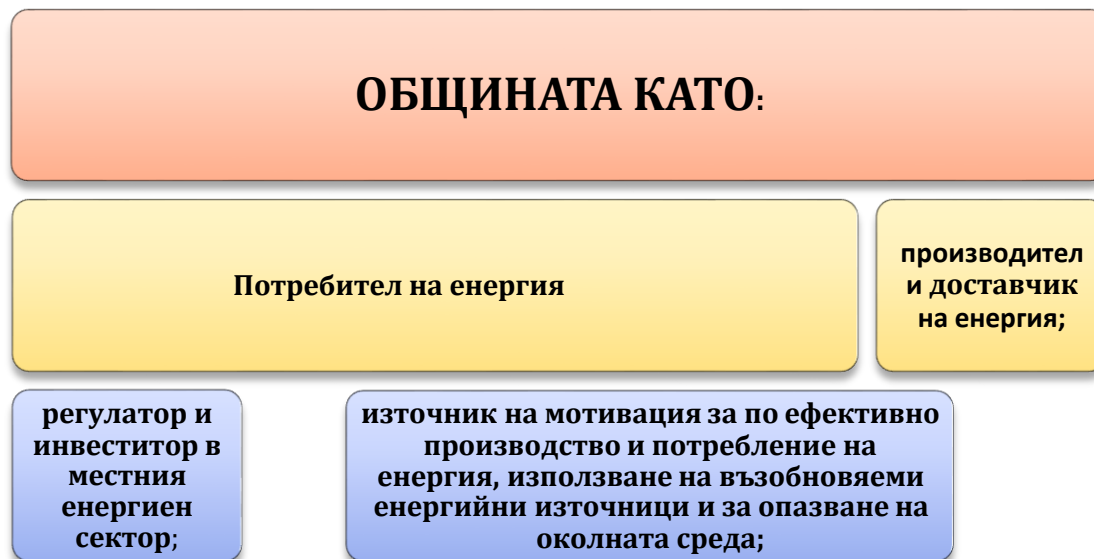 ОБЩИНАТА КАТО:
Потребител на енергия
производител
и доставчик
на енергия;
регулатор и
инвеститор в
местния
енергиен
сектор;
източник на мотивация за по ефективно
производство и потребление на
енергия, използване на възобновяеми
енергийни източници и за опазване на
околната среда;